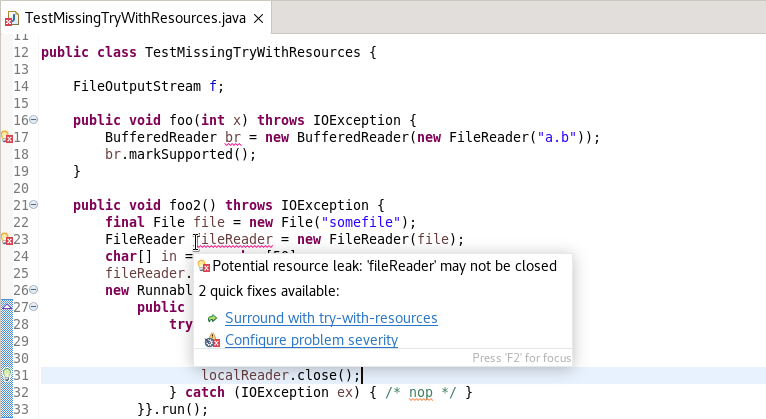 TestMissingTryWithResources.java
11
12 public class TestMissingTryWithResources {
13
14 FileOutputStream f;
15
16 public void foo(int x) throws IOException {
17 BufferedReader br = new BufferedReader(new FileReader("a.b"));
18 br.markSupported();
19 }
20
21 public void foo2() throws IOException {
22 final File file = new File("somefile");
23 FileReader fileReader = new FileReader(file);
24 char[] in =
25 fileReader.
26 new Runnabl
27 public
28 try
29
30
31 localReader.close();
32 } catch (IOException ex) { /* nop */ }
33 }}.run();
Potential resource leak: 'fileReader' may not be closed
2 quick fixes available:
Surround with try-with-resources
Configure problem severity
Press 'F2' for focus